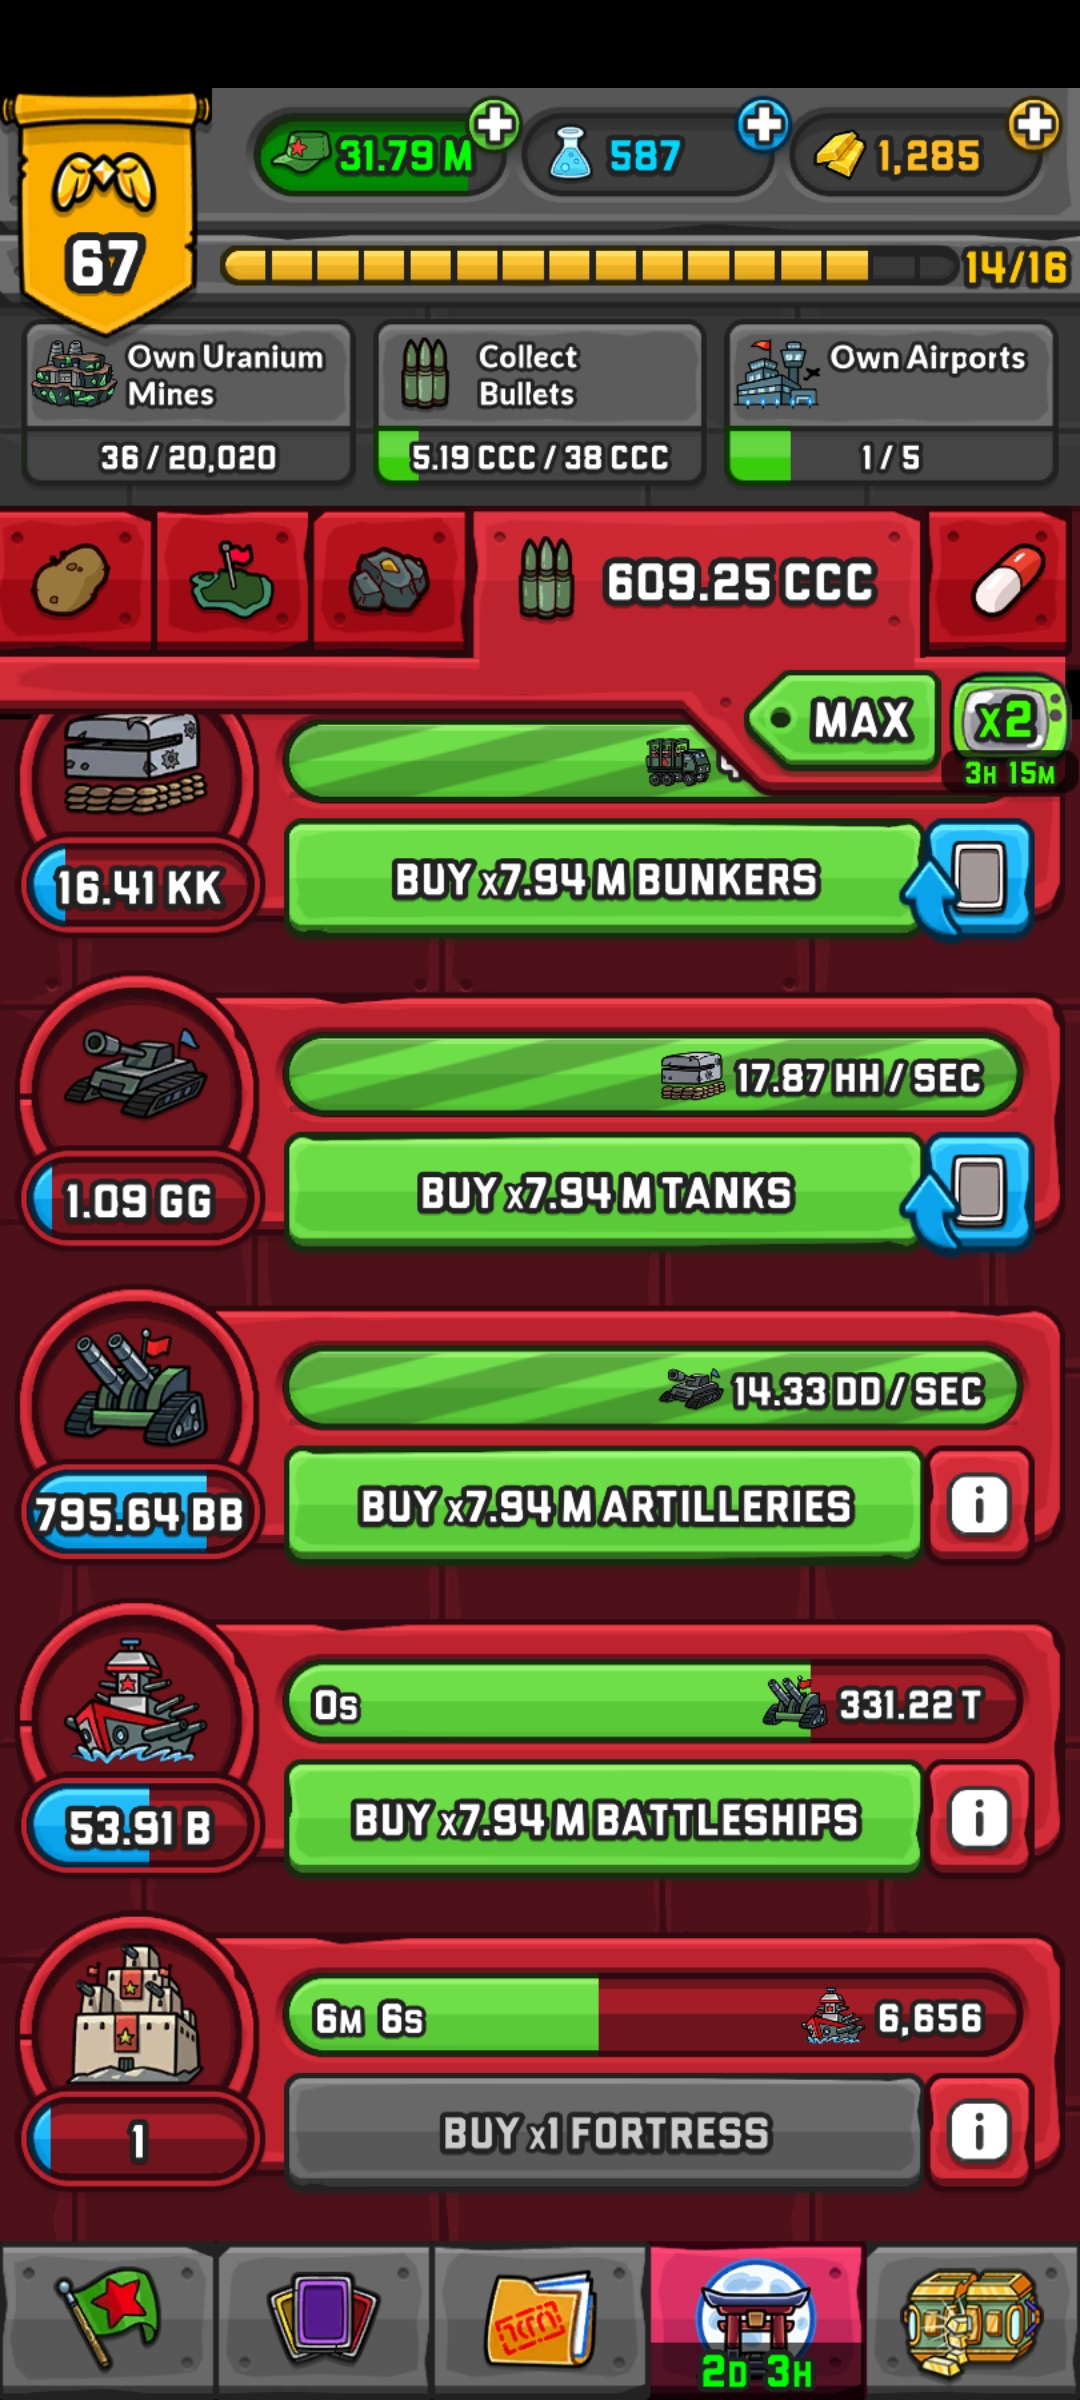 31.79 M
587
1,285
67
14/16
Own Uranium
Mines
36 / 20,020
Collect
Bullets
5.19 CCC / 38 CCC
Own Airports
1 / 5
609.25 CCC
MAX
x2
3H 15M
16.41 KK
BUY x7.94 M BUNKERS
17.87 HH / SEC
1.09 GG
BUY x7.94 M TANKS
14.33 DD / SEC
795.64 BB
BUY x7.94 M ARTILLERIES
0s
331.22 T
53.91 B
BUY x7.94 M BATTLESHIPS
6M 6s
6,656
1
BUY x1 FORTRESS
2D 3H